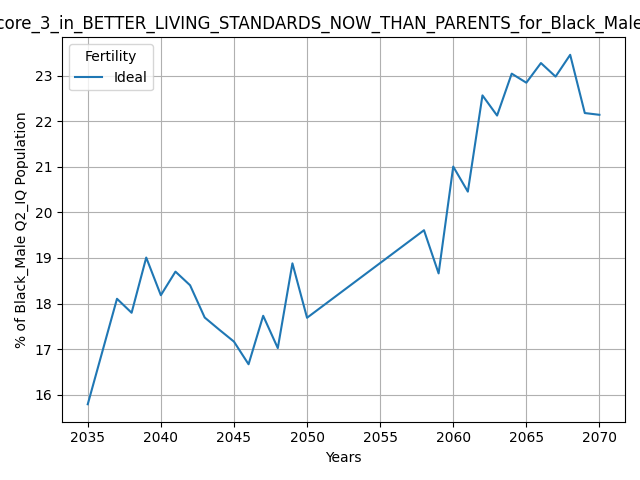 core_3_in_BETTER_LIVING_STANDARDS_NOW_THAN_PARENTS_for_Black_Male
Fertility
Ideal
% of Black_Male Q2_IQ Population
23
22
21
20
19
18
17
16
2035 2040 2045 2050 2055 2060 2065 2070
Years